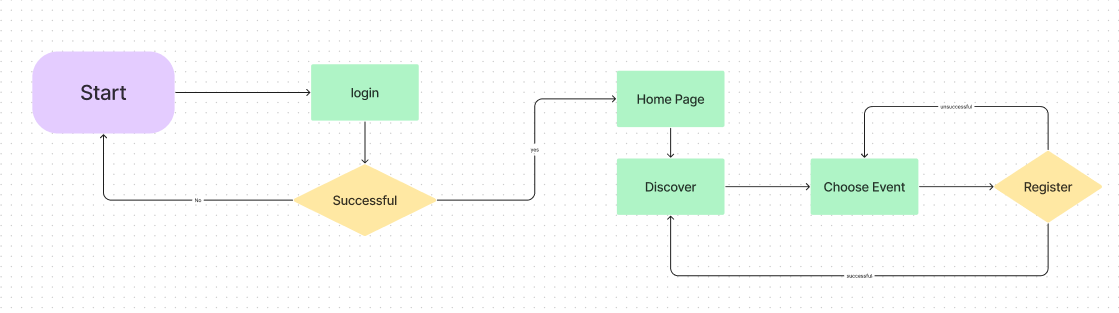 Start
login
Successful
No
yes
Home Page
Discover
Choose Event
Register
unsuccessful
successful